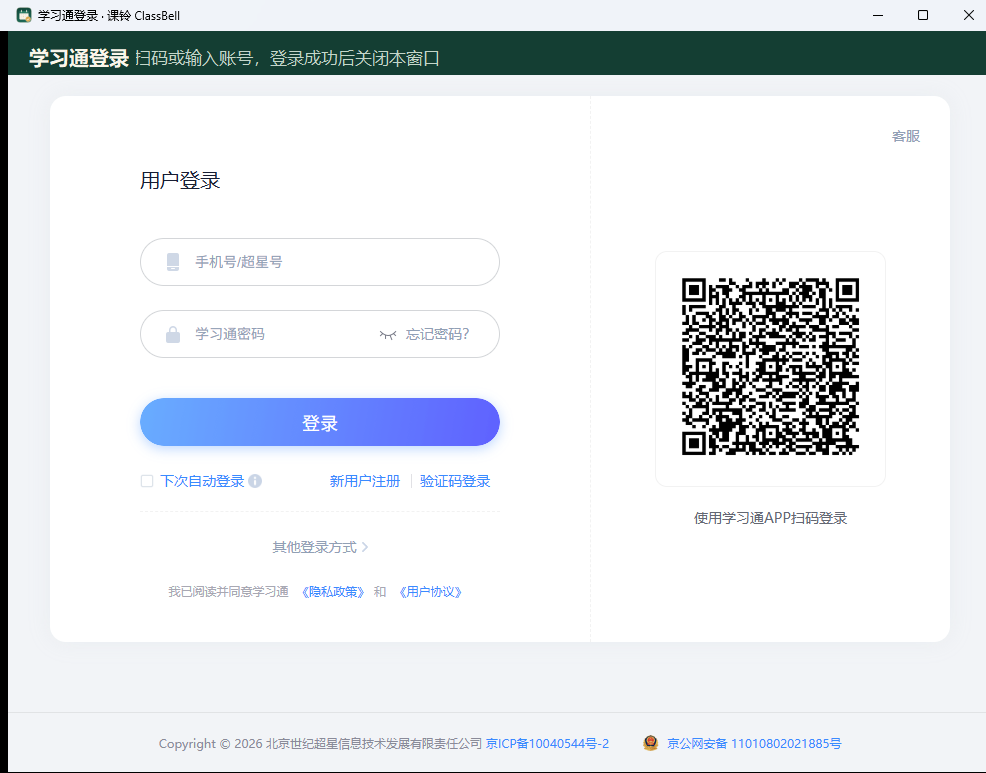 学习通登录 · 课铃 ClassBell
学习通登录 扫码或输入账号，登录成功后关闭本窗口
客服
用户登录
手机号/超星号
学习通密码 忘记密码?
登录
下次自动登录 新用户注册 验证码登录
其他登录方式
我已阅读并同意学习通 《隐私政策》 和 《用户协议》
使用学习通APP扫码登录
Copyright © 2026 北京世纪超星信息技术发展有限责任公司 京ICP备10040544号-2 京公网安备 11010802021885号